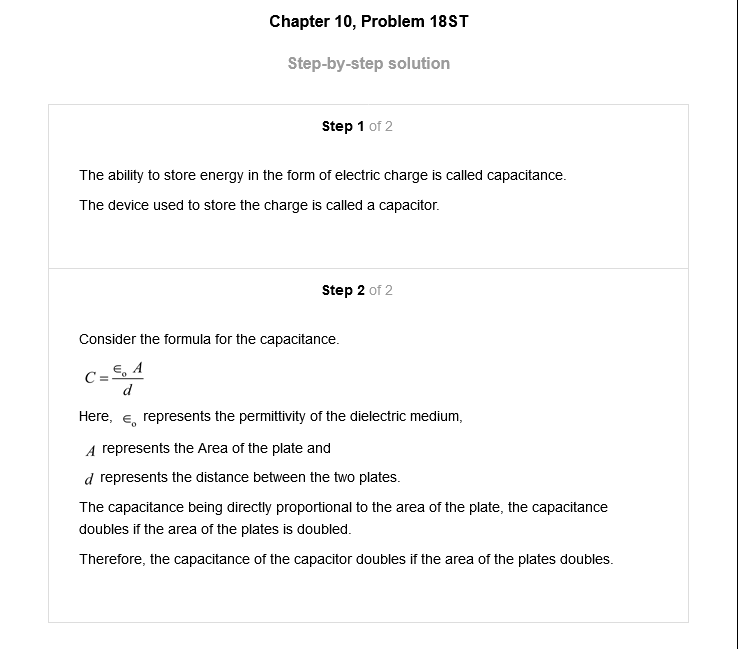 Chapter 10, Problem 18ST
Step-by-step solution
Step 1 of 2
The ability to store energy in the form of electric charge is called capacitance.
The device used to store the charge is called a capacitor.
Step 2 of 2
Consider the formula for the capacitance.
C = ∈₀ A / d
Here, ∈₀ represents the permittivity of the dielectric medium,
A represents the Area of the plate and
d represents the distance between the two plates.
The capacitance being directly proportional to the area of the plate, the capacitance
doubles if the area of the plates is doubled.
Therefore, the capacitance of the capacitor doubles if the area of the plates doubles.